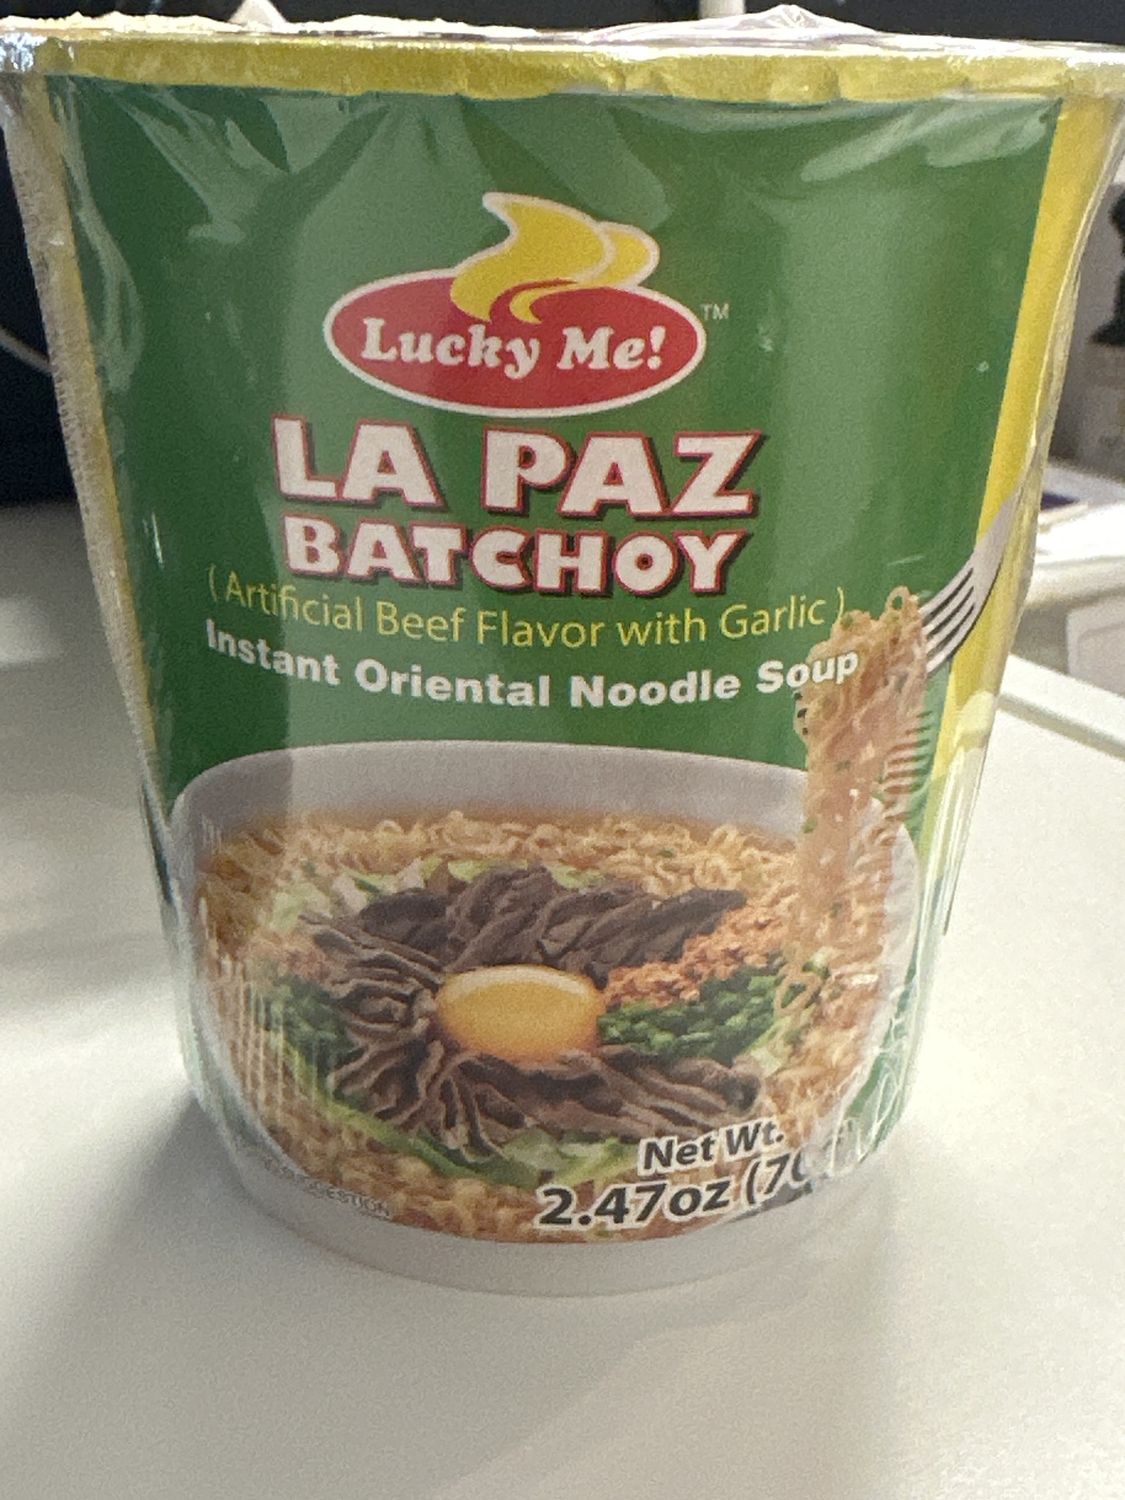 Lucky Me!
TM
LA PAZ
BATCHOY
( Artificial Beef Flavor with Garlic )
Instant Oriental Noodle Soup
Net Wt.
2.47oz
SUGGESTION